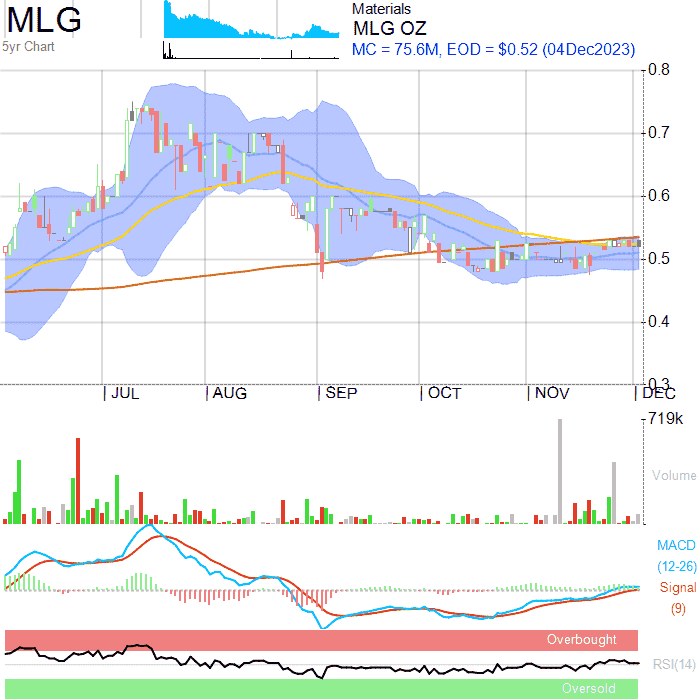 MLG
5yr Chart
Materials
MLG OZ
MC = 75.6M, EOD = $0.52 (04Dec2023)
0.8
0.7
0.6
0.5
0.4
0.3
JUL AUG SEP OCT NOV DEC
719k
Volume
MACD
(12-26)
Signal
(9)
Overbought
RSI(14)
Oversold